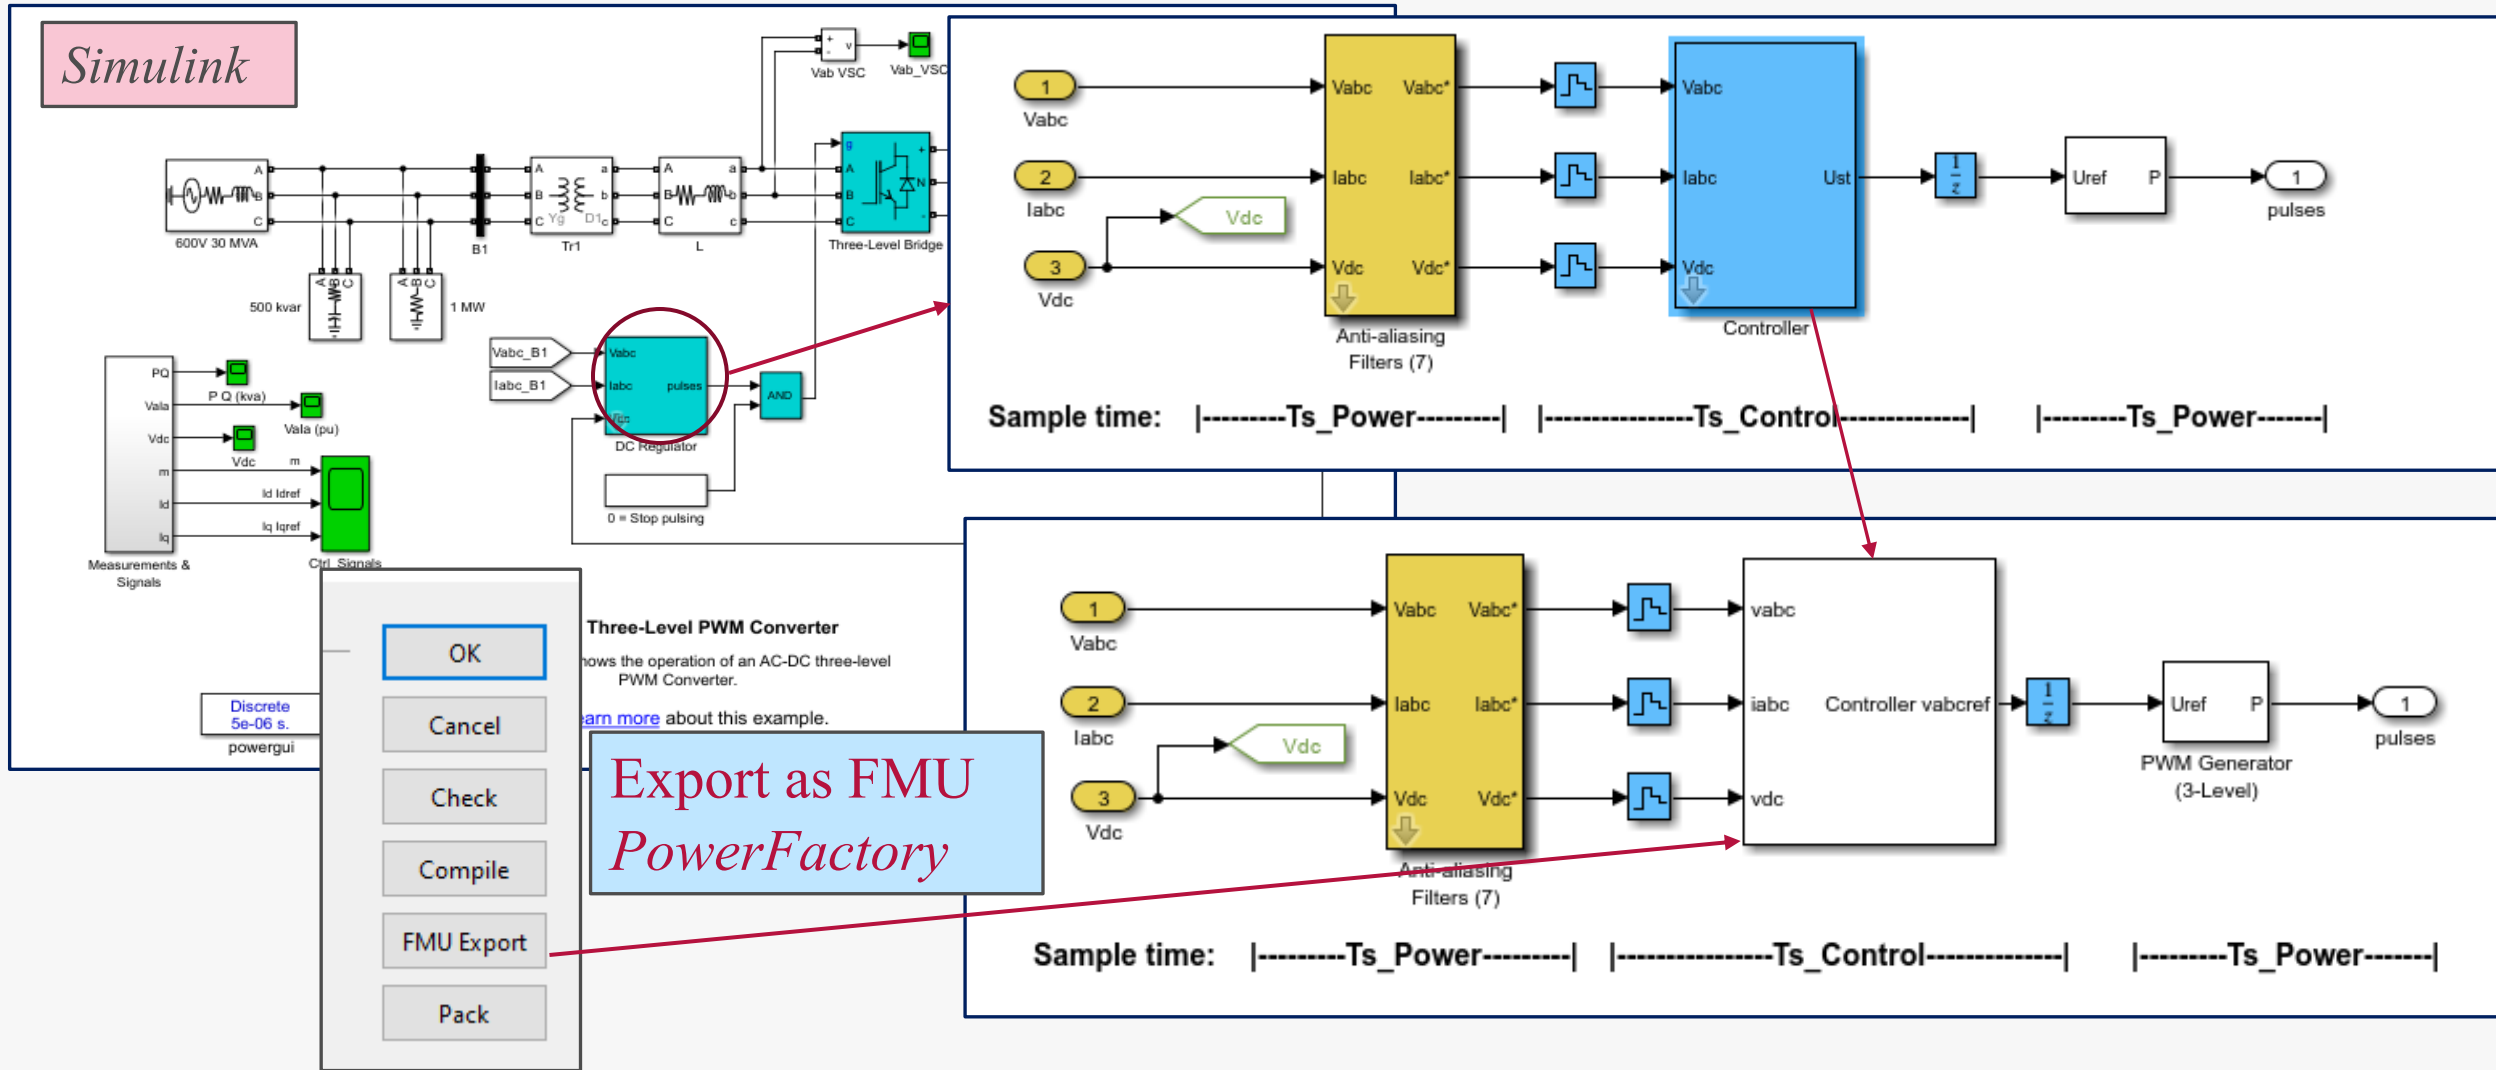 Simulink
+
-
v
Vab VSC
Vab_VSC
A
B
C
600V 30 MVA
B1
A
B
C
a
b
c
Yg
D1
Tr1
A
B
C
a
b
c
L
g
A
B
C
+
N
-
Three-Level Bridge
A
B
C
500 kvar
A
B
C
1 MW
Vabc_B1
Iabc_B1
Vabc
Iabc
pulses
DC Regulator
AND
0 = Stop pulsing
PQ
Vala
Vdc
m
Id
Iq
P Q (kva)
Vala (pu)
Vdc
m
Id Idref
Iq Iqref
Measurements &
Signals
Ctrl_Signals
Three-Level PWM Converter
hows the operation of an AC-DC three-level
PWM Converter.
earn more about this example.
Discrete
5e-06 s.
powergui
OK
Cancel
Check
Compile
FMU Export
Pack
Export as FMU
PowerFactory
1
Vabc
2
Iabc
3
Vdc
Vdc
Vabc
Vabc*
Iabc
Iabc*
Vdc
Vdc*
Anti-aliasing
Filters (7)
Vabc
Iabc
Ust
Vdc
Controller
1
z
Uref
P
1
pulses
Sample time: |---------Ts_Power---------| |----------------Ts_Control--------------| |---------Ts_Power-------|
1
Vabc
2
Iabc
3
Vdc
Vdc
Vabc
Vabc*
Iabc
Iabc*
Vdc
Vdc*
Anti-aliasing
Filters (7)
vabc
iabc
Controller vabcref
vdc
1
z
Uref
P
PWM Generator
(3-Level)
1
pulses
Sample time: |---------Ts_Power---------| |----------------Ts_Control--------------| |---------Ts_Power-------|